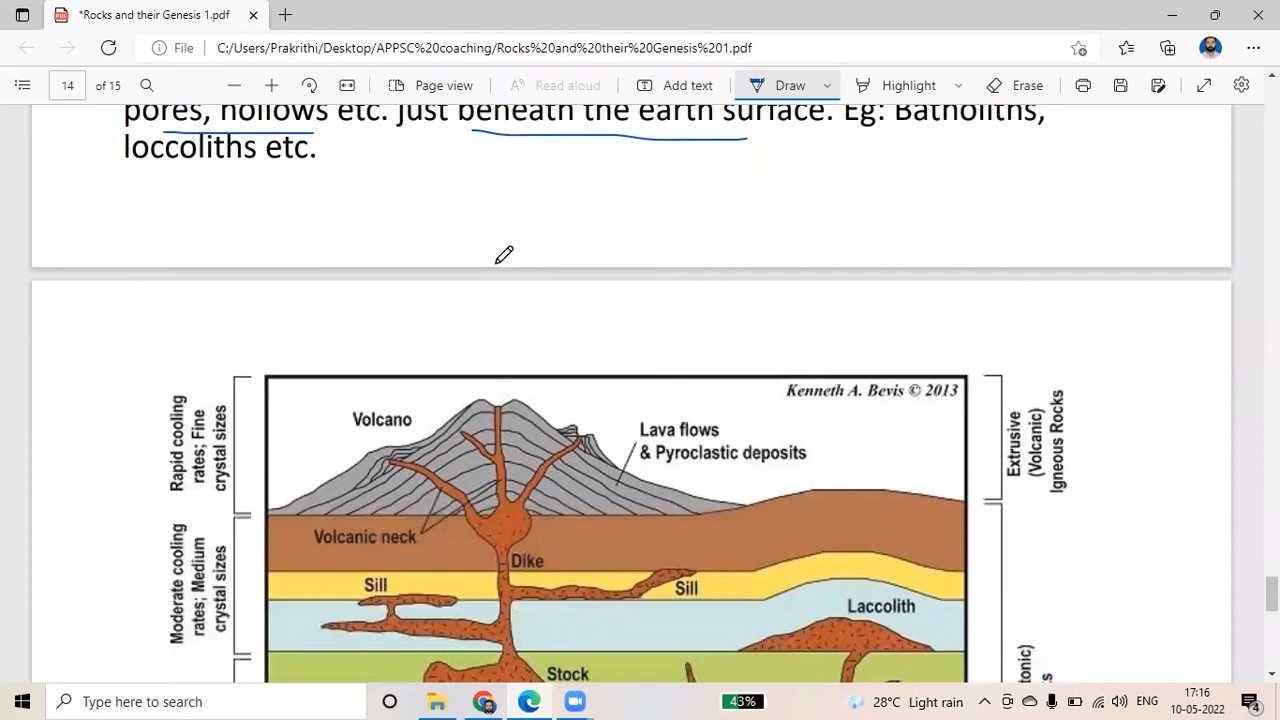 *Rocks and their Genesis 1.pdf
File
C:/Users/Prakrithi/Desktop/APPSC%20coaching/Rocks%20and%20their%20Genesis%201.pdf
14 of 15
Page view
Read aloud
Add text
Draw
Highlight
Erase
pores, hollows etc. just beneath the earth surface. Eg: Batholiths,
loccoliths etc.
Kenneth A. Bevis © 2013
Volcano
Lava flows
& Pyroclastic deposits
Volcanic neck
Dike
Sill
Sill
Laccolith
Stock
Rapid cooling
rates; Fine
crystal sizes
Moderate cooling
rates; Medium
crystal sizes
Extrusive
(Volcanic)
Igneous Rocks
tonic)
Type here to search
43%
28°C Light rain
ENG
17:16
10-05-2022
4